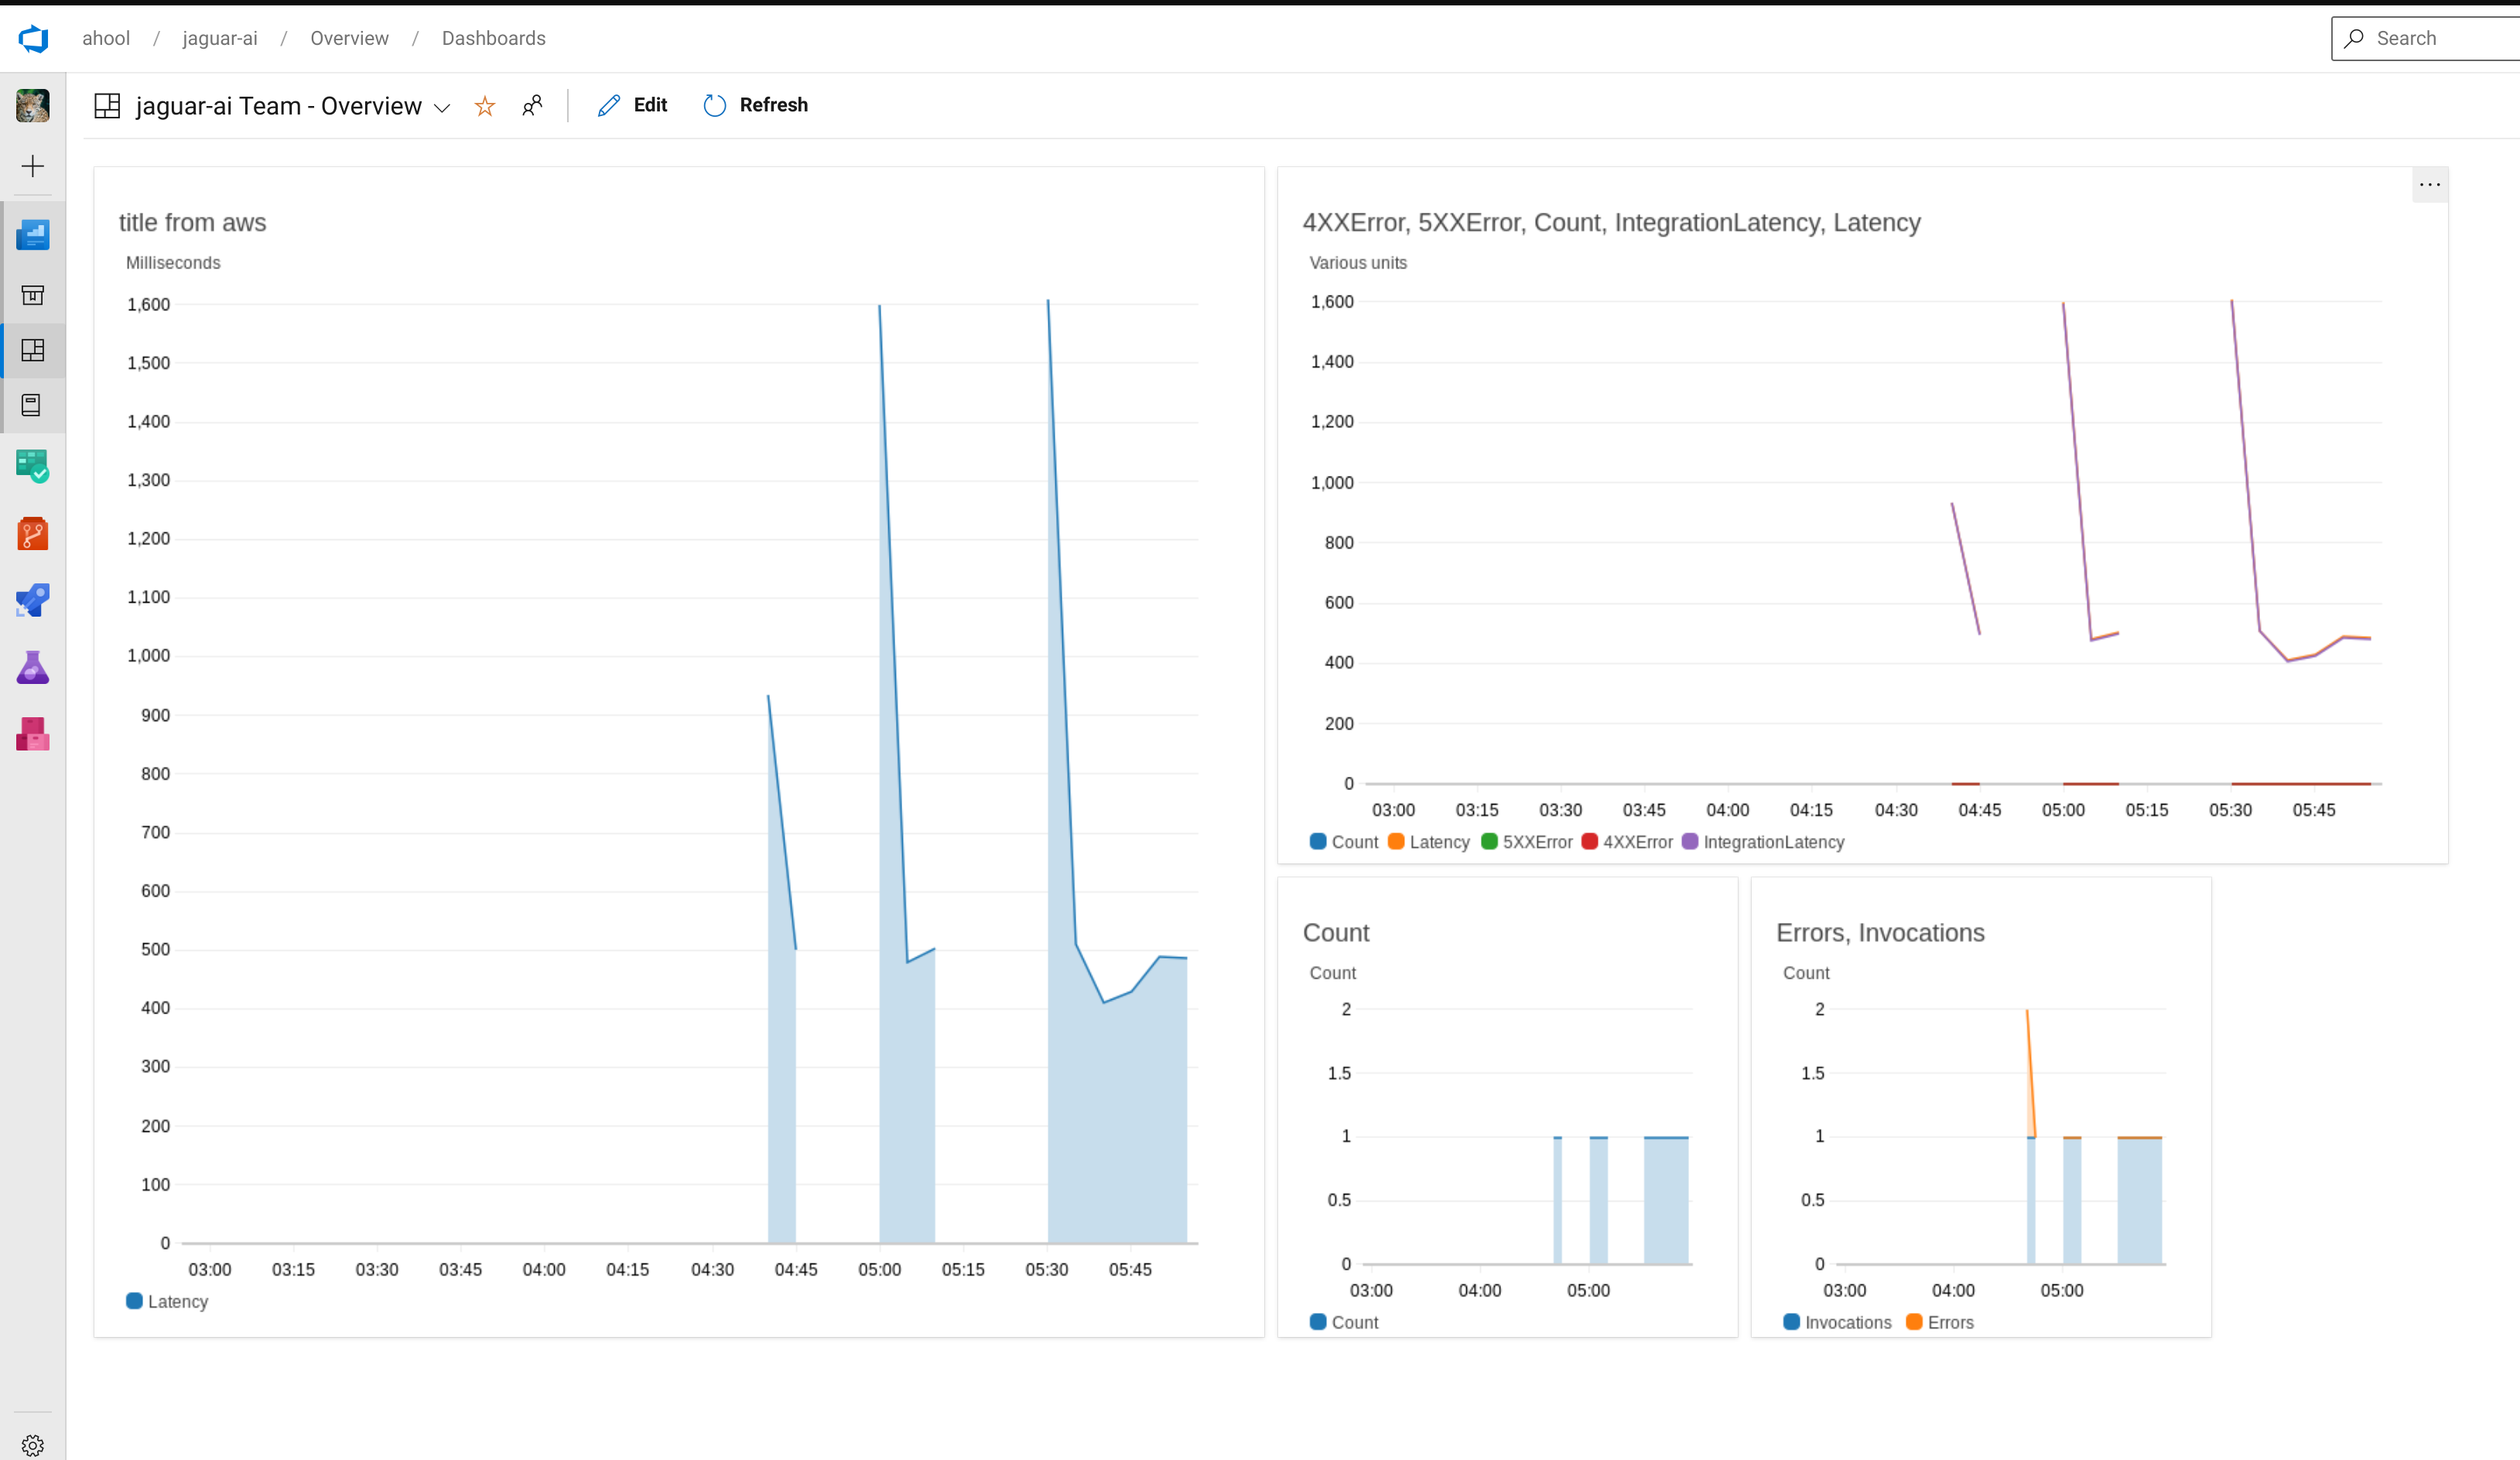 ahool / jaguar-ai / Overview / Dashboards
Search
jaguar-ai Team - Overview
Edit
Refresh
title from aws
Milliseconds
1,600
1,500
1,400
1,300
1,200
1,100
1,000
900
800
700
600
500
400
300
200
100
0
03:00 03:15 03:30 03:45 04:00 04:15 04:30 04:45 05:00 05:15 05:30 05:45
Latency
4XXError, 5XXError, Count, IntegrationLatency, Latency
Various units
1,600
1,400
1,200
1,000
800
600
400
200
0
03:00 03:15 03:30 03:45 04:00 04:15 04:30 04:45 05:00 05:15 05:30 05:45
Count Latency 5XXError 4XXError IntegrationLatency
Count
Count
2
1.5
1
0.5
0
03:00 04:00 05:00
Count
Errors, Invocations
Count
2
1.5
1
0.5
0
03:00 04:00 05:00
Invocations Errors